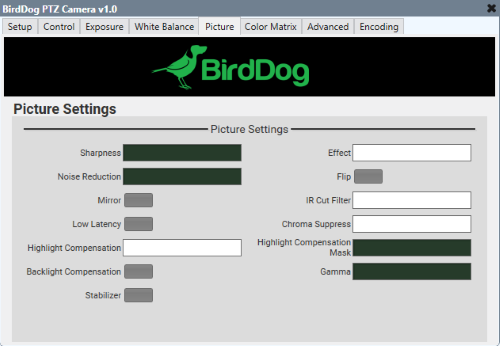 BirdDog PTZ Camera v1.0
Setup Control Exposure White Balance Picture Color Matrix Advanced Encoding
BirdDog
Picture Settings
Picture Settings
Sharpness
Effect
Noise Reduction
Flip
Mirror
IR Cut Filter
Low Latency
Chroma Suppress
Highlight Compensation
Highlight Compensation
Mask
Backlight Compensation
Gamma
Stabilizer